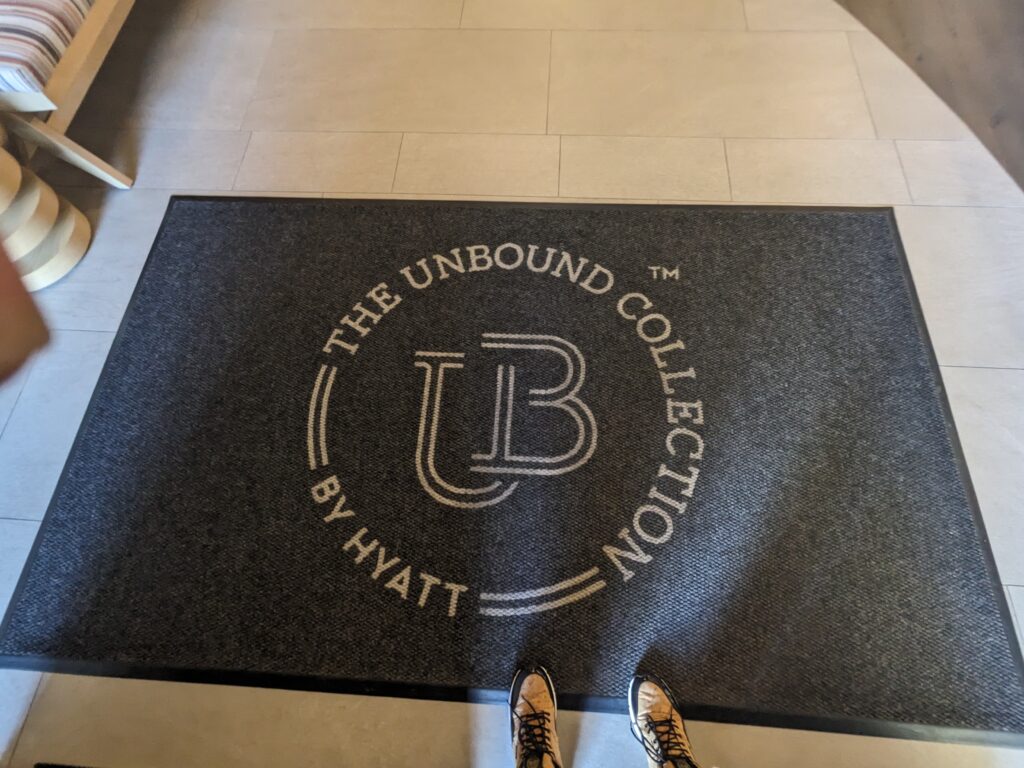 THE UNBOUND COLLECTION TM
UB
BY HYATT